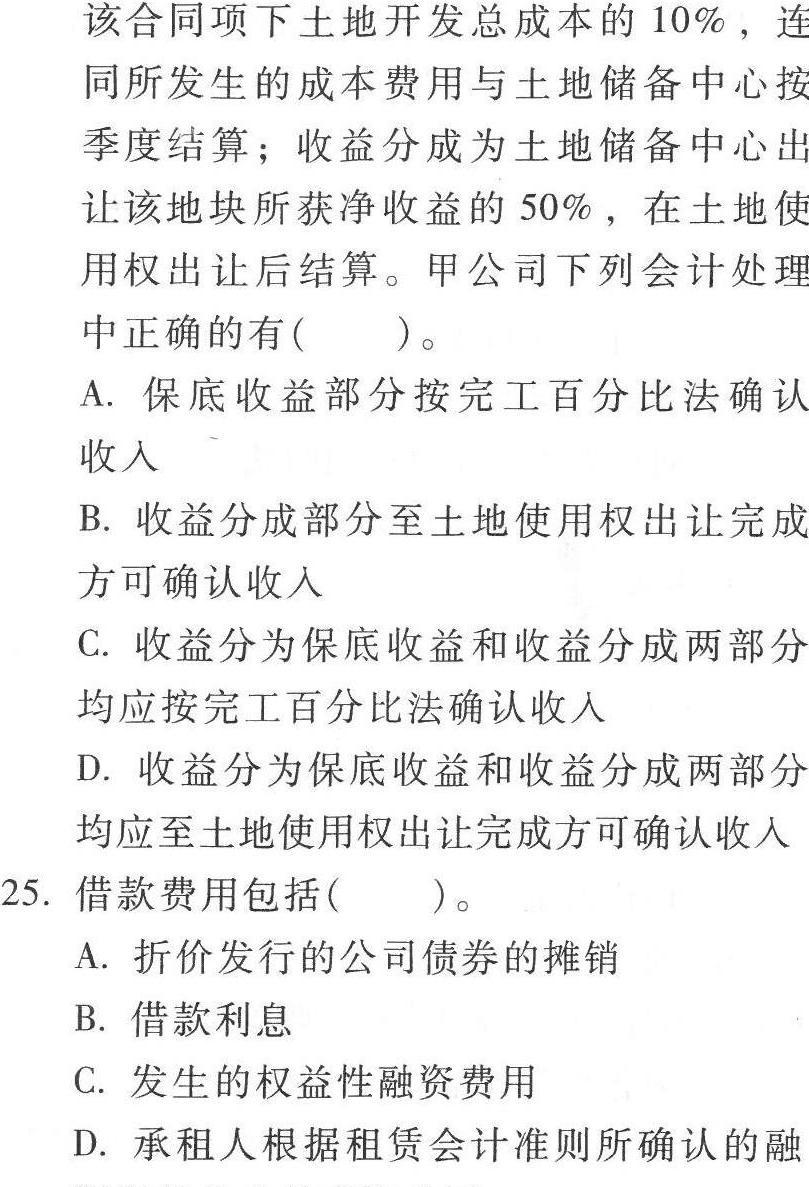 该合同项下土地开发总成本的 10%，连
同所发生的成本费用与土地储备中心按
季度结算；收益分成为土地储备中心出
让该地块所获净收益的 50%，在土地使
用权出让后结算。甲公司下列会计处理
中正确的有(　　)。
A. 保底收益部分按完工百分比法确认
收入
B. 收益分成部分至土地使用权出让完成
方可确认收入
C. 收益分为保底收益和收益分成两部分
均应按完工百分比法确认收入
D. 收益分为保底收益和收益分成两部分
均应至土地使用权出让完成方可确认收入
25. 借款费用包括(　　)。
A. 折价发行的公司债券的摊销
B. 借款利息
C. 发生的权益性融资费用
D. 承租人根据租赁会计准则所确认的融